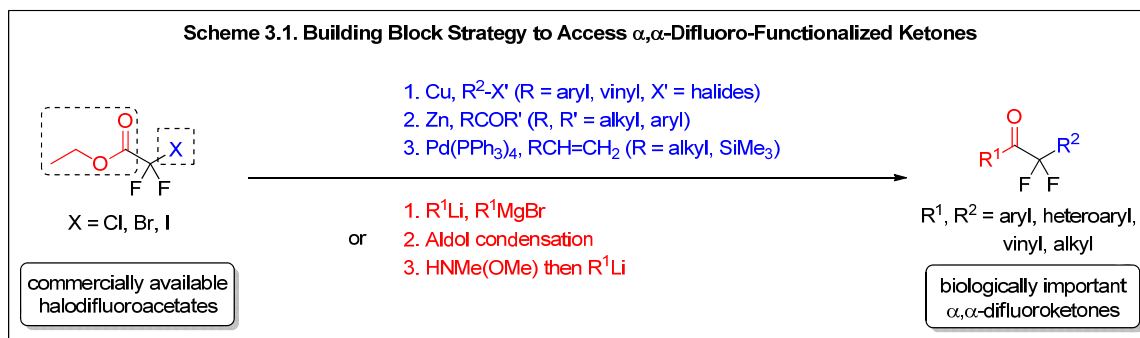 Scheme 3.1. Building Block Strategy to Access α,α-Difluoro-Functionalized Ketones
O
O
X
F
F
X = Cl, Br, I
commercially available
halodifluoroacetates
1. Cu, R²-X' (R = aryl, vinyl, X' = halides)
2. Zn, RCOR' (R, R' = alkyl, aryl)
3. Pd(PPh₃)₄, RCH=CH₂ (R = alkyl, SiMe₃)
or
1. R¹Li, R¹MgBr
2. Aldol condensation
3. HNMe(OMe) then R¹Li
O
R¹
R²
F
F
R¹, R² = aryl, heteroaryl,
vinyl, alkyl
biologically important
α,α-difluoroketones